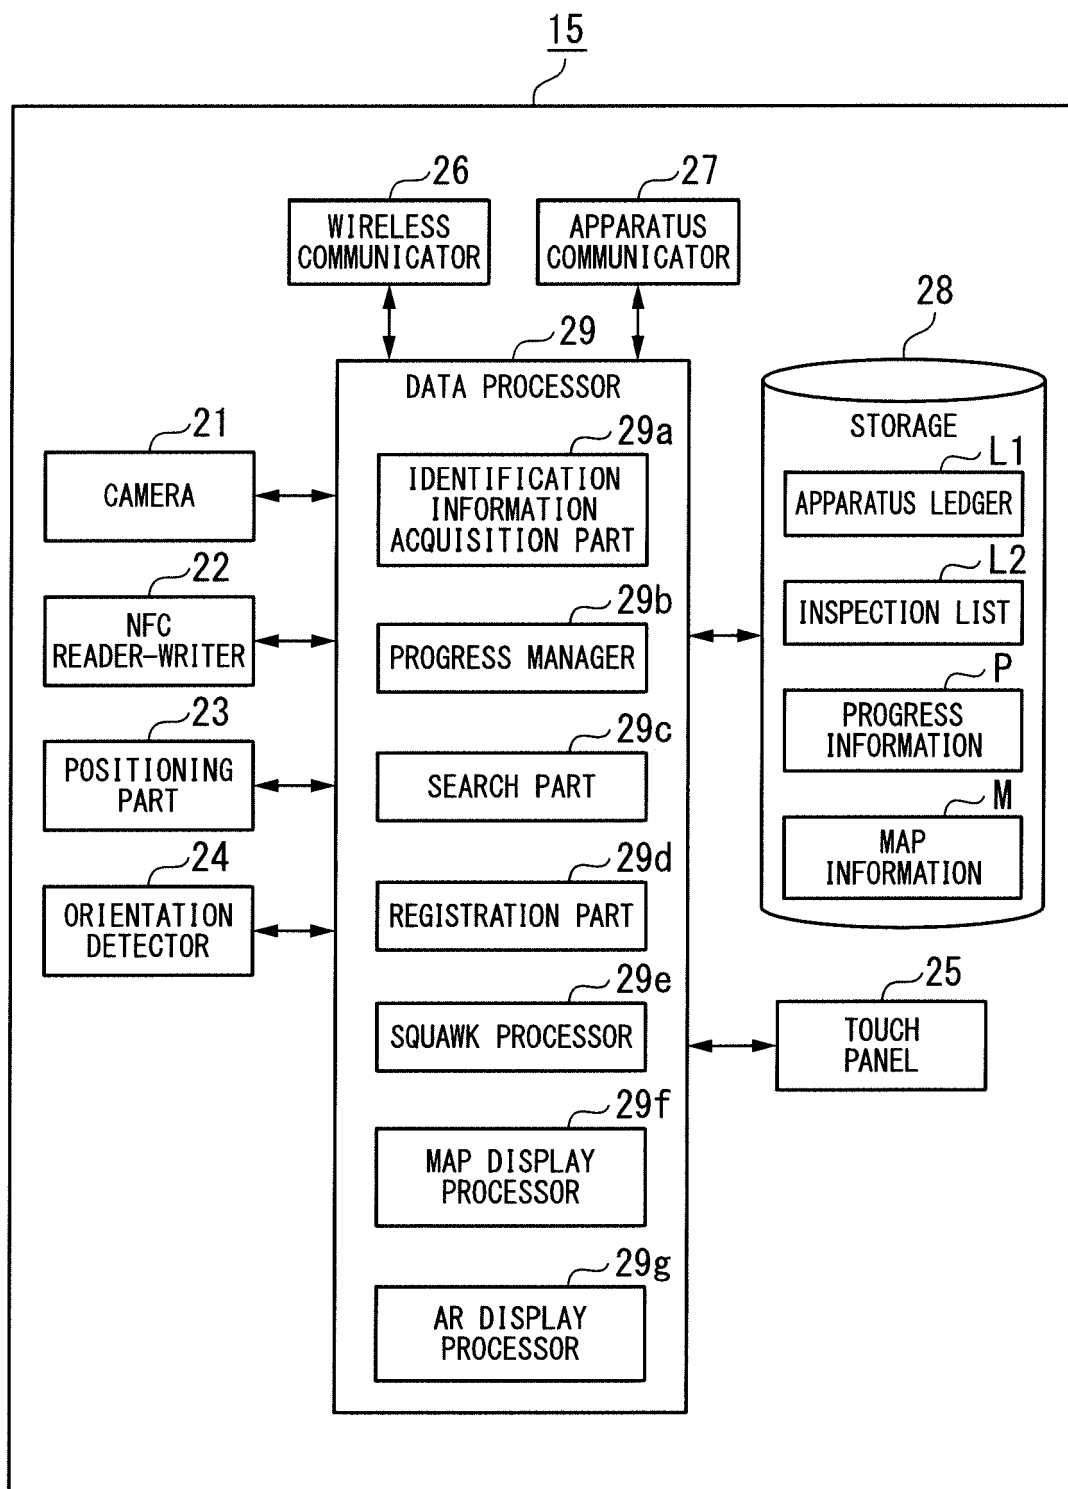 15
26
WIRELESS
COMMUNICATOR
27
APPARATUS
COMMUNICATOR
29
DATA PROCESSOR
21
CAMERA
22
NFC
READER-WRITER
23
POSITIONING
PART
24
ORIENTATION
DETECTOR
29a
IDENTIFICATION
INFORMATION
ACQUISITION PART
29b
PROGRESS MANAGER
29c
SEARCH PART
29d
REGISTRATION PART
29e
SQUAWK PROCESSOR
29f
MAP DISPLAY
PROCESSOR
29g
AR DISPLAY
PROCESSOR
28
STORAGE
L1
APPARATUS LEDGER
L2
INSPECTION LIST
P
PROGRESS
INFORMATION
M
MAP
INFORMATION
25
TOUCH
PANEL